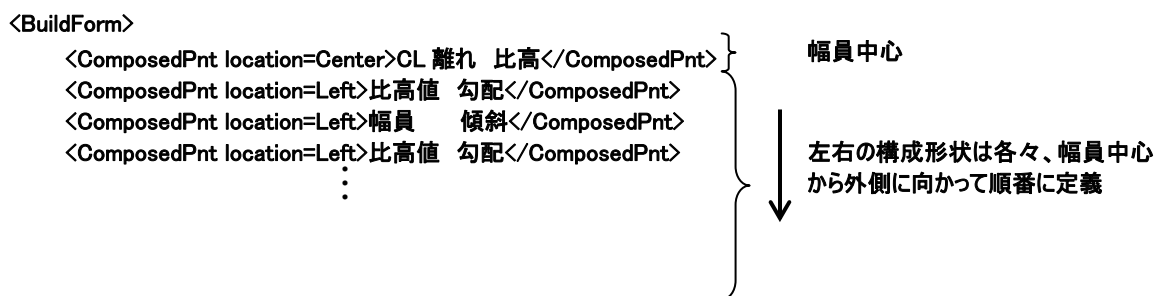 <BuildForm>
<ComposedPnt location=Center>CL 離れ　比高</ComposedPnt>
幅員中心
<ComposedPnt location=Left>比高値　勾配</ComposedPnt>
<ComposedPnt location=Left>幅員　　傾斜</ComposedPnt>
<ComposedPnt location=Left>比高値　勾配</ComposedPnt>
左右の構成形状は各々、幅員中心
から外側に向かって順番に定義